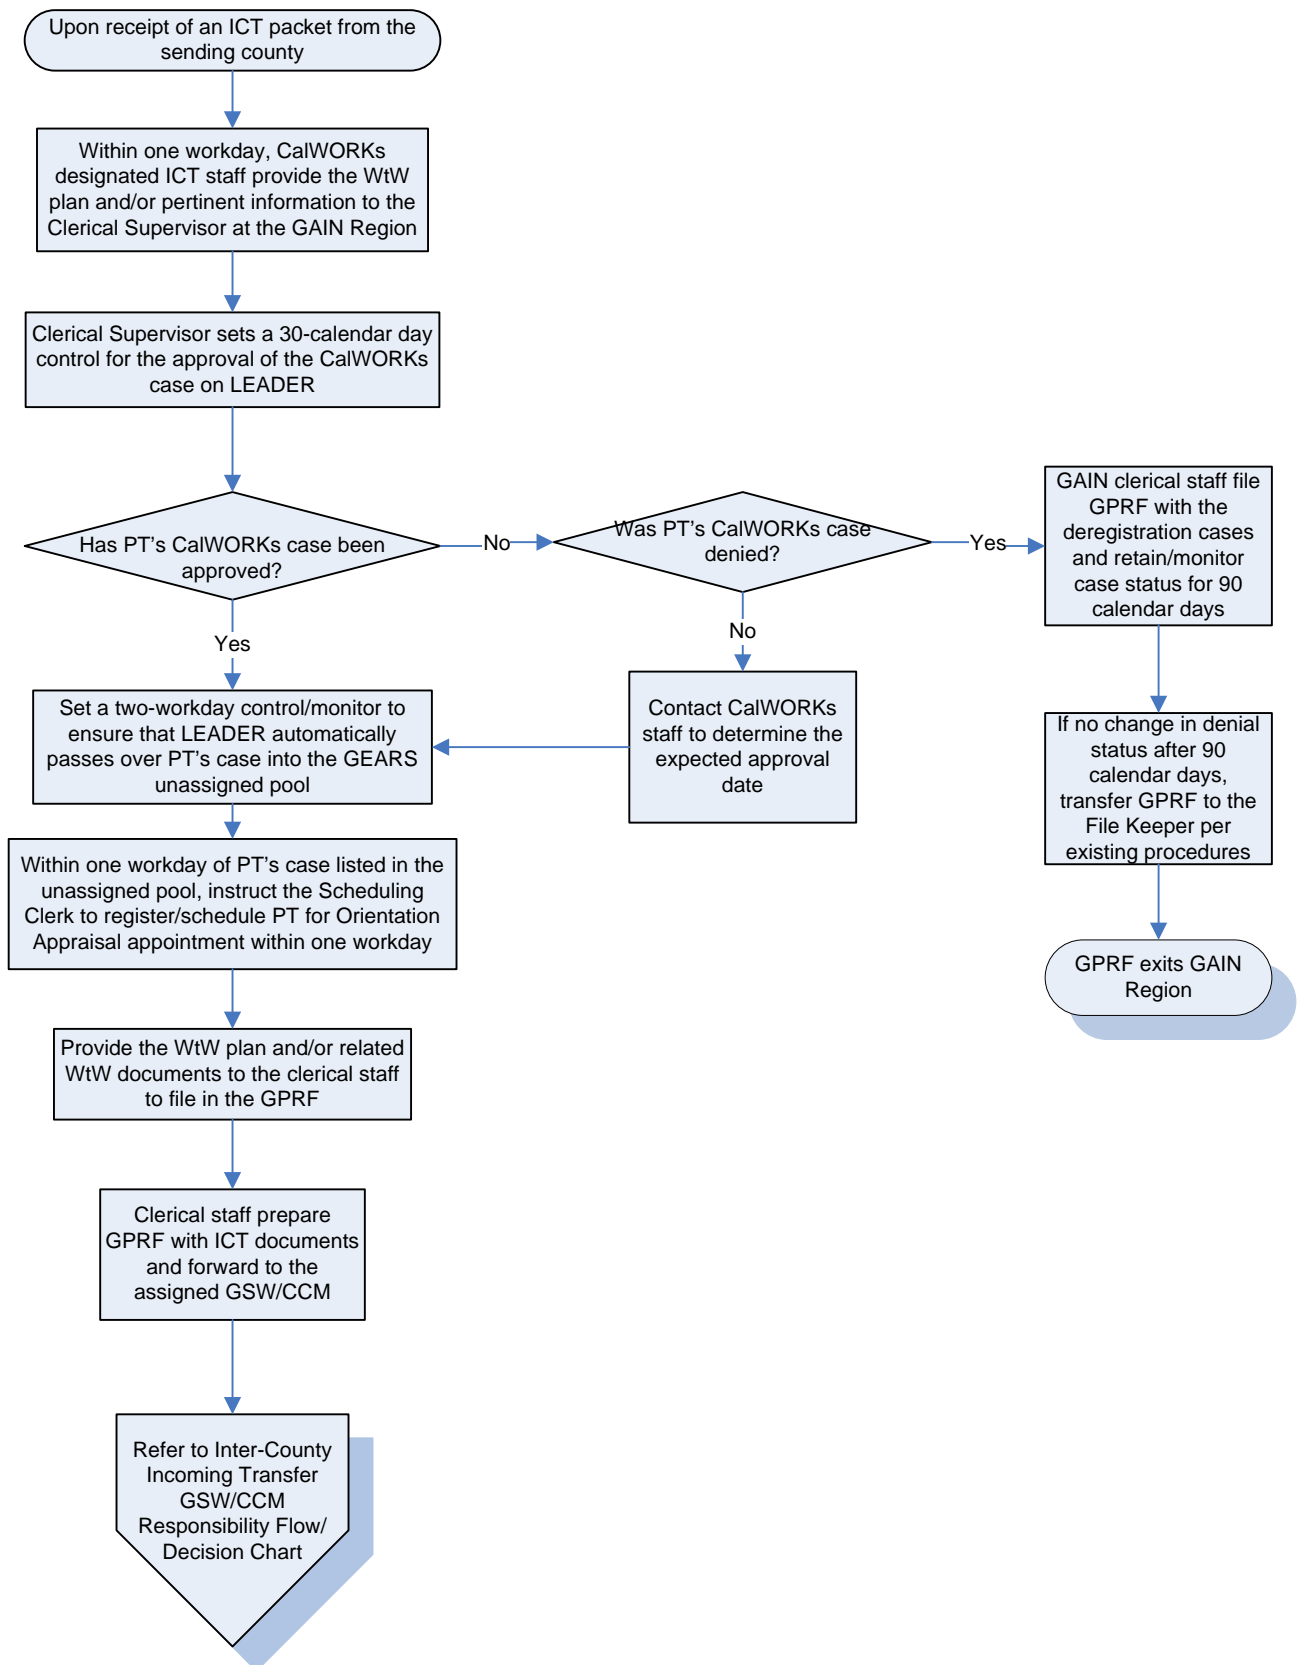 Upon receipt of an ICT packet from the
sending county
Within one workday, CalWORKs
designated ICT staff provide the WtW
plan and/or pertinent information to the
Clerical Supervisor at the GAIN Region
Clerical Supervisor sets a 30-calendar day
control for the approval of the CalWORKs
case on LEADER
Has PT's CalWORKs case been
approved?
No
Was PT's CalWORKs case
denied?
Yes
GAIN clerical staff file
GPRF with the
deregistration cases
and retain/monitor
case status for 90
calendar days
Yes
No
Set a two-workday control/monitor to
ensure that LEADER automatically
passes over PT's case into the GEARS
unassigned pool
Contact CalWORKs
staff to determine the
expected approval
date
If no change in denial
status after 90
calendar days,
transfer GPRF to the
File Keeper per
existing procedures
Within one workday of PT's case listed in the
unassigned pool, instruct the Scheduling
Clerk to register/schedule PT for Orientation
Appraisal appointment within one workday
GPRF exits GAIN
Region
Provide the WtW plan and/or related
WtW documents to the clerical staff
to file in the GPRF
Clerical staff prepare
GPRF with ICT documents
and forward to the
assigned GSW/CCM
Refer to Inter-County
Incoming Transfer
GSW/CCM
Responsibility Flow/
Decision Chart